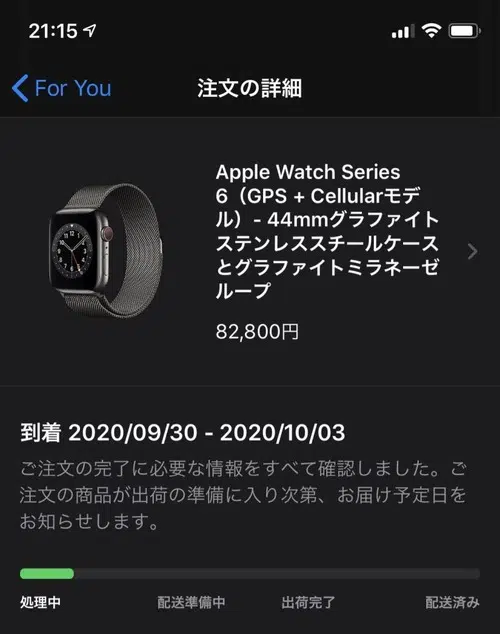 21:15
For You
注文の詳細
Apple Watch Series
6（GPS + Cellularモデ
ル）- 44mmグラファイト
ステンレススチールケース
とグラファイトミラネーゼ
ループ
82,800円
到着 2020/09/30 - 2020/10/03
ご注文の完了に必要な情報をすべて確認しました。ご
注文の商品が出荷の準備に入り次第、お届け予定日を
お知らせします。
処理中 配送準備中 出荷完了 配送済み